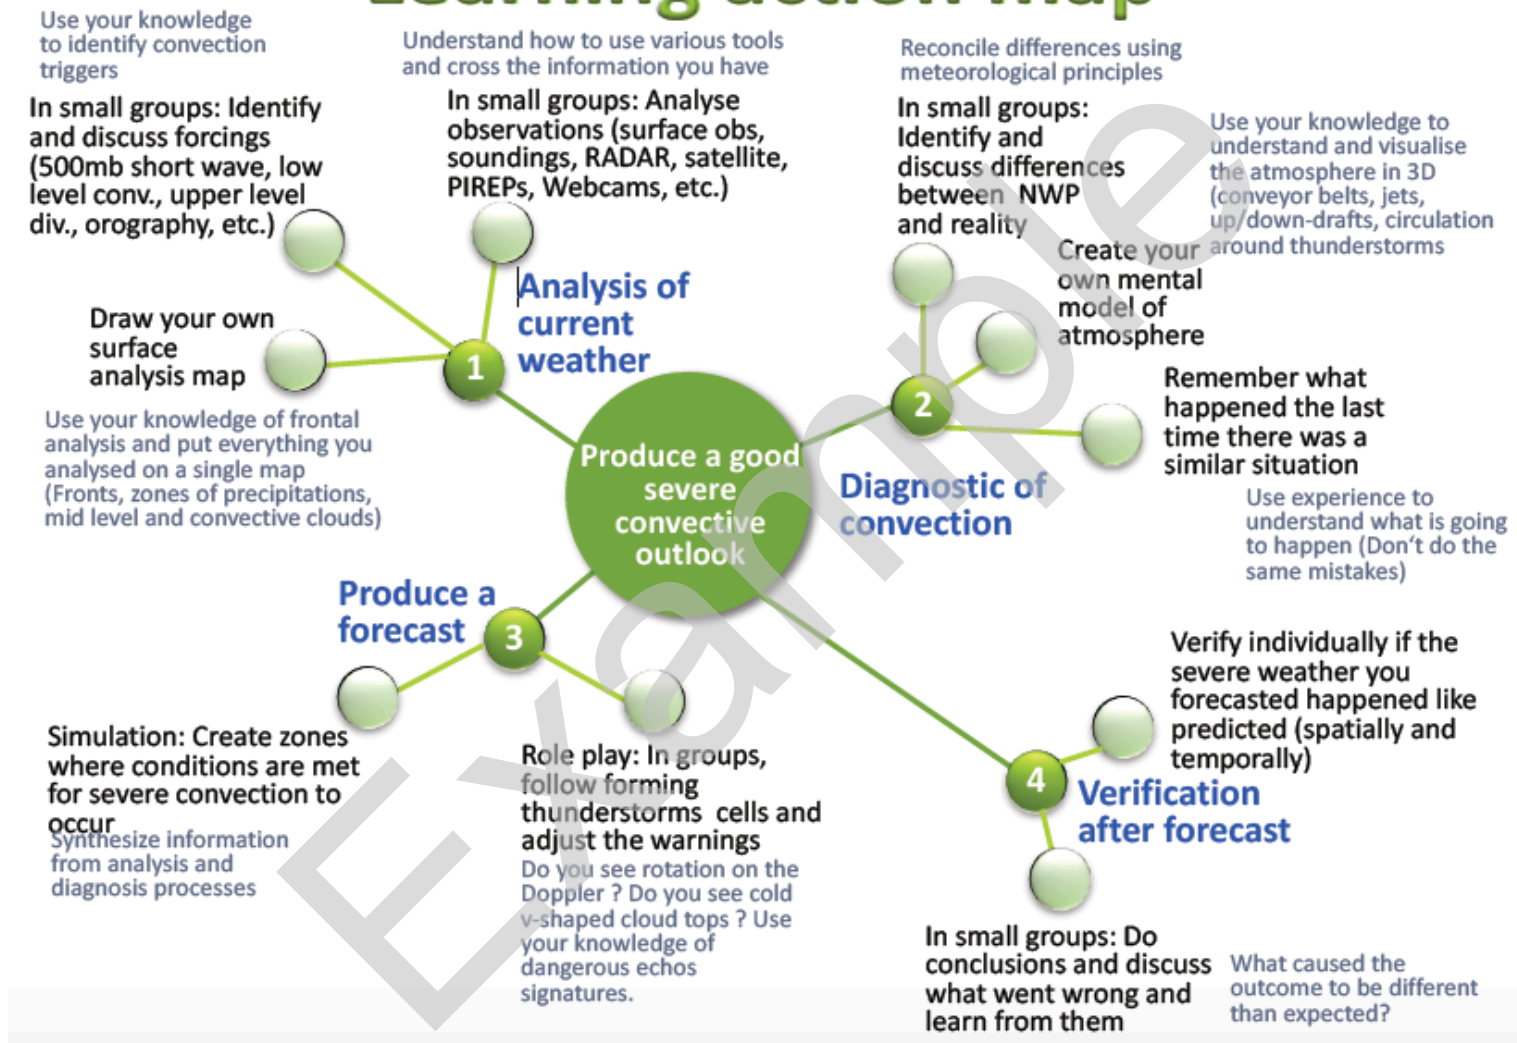 Learning action map
Use your knowledge
to identify convection
triggers
In small groups: Identify
and discuss forcings
(500mb short wave, low
level conv., upper level
div., orography, etc.)
Understand how to use various tools
and cross the information you have
In small groups: Analyse
observations (surface obs,
soundings, RADAR, satellite,
PIREPs, Webcams, etc.)
Draw your own
surface
analysis map
Use your knowledge of frontal
analysis and put everything you
analysed on a single map
(Fronts, zones of precipitations,
mid level and convective clouds)
1
Analysis of
current
weather
Reconcile differences using
meteorological principles
In small groups:
Identify and
discuss differences
between NWP
and reality
Use your knowledge to
understand and visualise
the atmosphere in 3D
(conveyor belts, jets,
up/down-drafts, circulation
around thunderstorms
Create your
own mental
model of
atmosphere
Remember what
happened the last
time there was a
similar situation
Use experience to
understand what is going
to happen (Don't do the
same mistakes)
2
Diagnostic of
convection
Produce a good
severe
convective
outlook
Produce a
forecast
3
Simulation: Create zones
where conditions are met
for severe convection to
occur
Synthesize information
from analysis and
diagnosis processes
Role play: In groups,
follow forming
thunderstorms cells and
adjust the warnings
Do you see rotation on the
Doppler ? Do you see cold
v-shaped cloud tops ? Use
your knowledge of
dangerous echos
signatures.
Verify individually if the
severe weather you
forecasted happened like
predicted (spatially and
temporally)
4
Verification
after forecast
In small groups: Do
conclusions and discuss
what went wrong and
learn from them
What caused the
outcome to be different
than expected?
Example